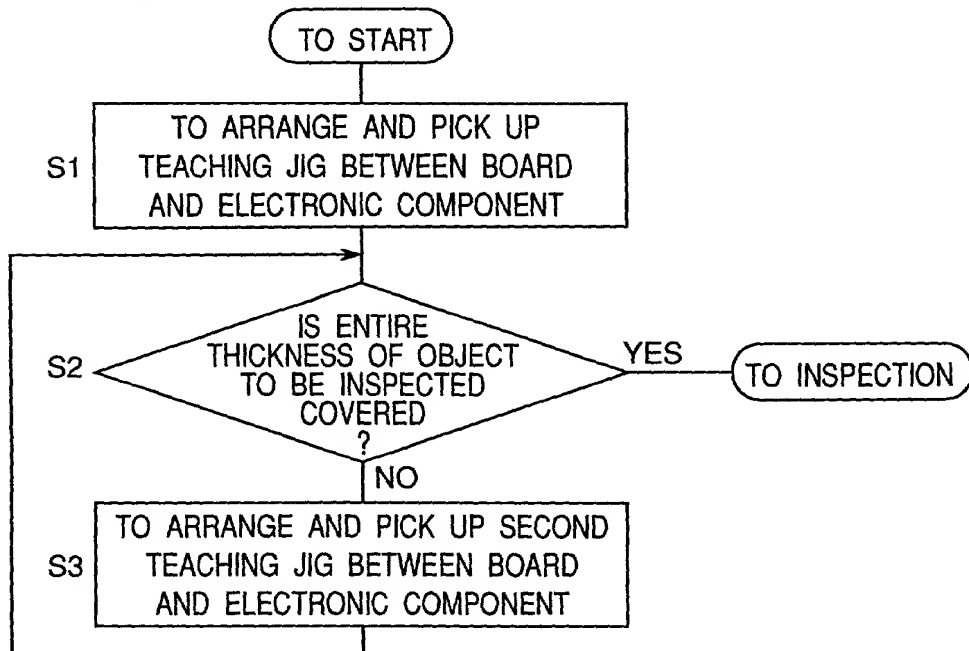 TO START
S1
TO ARRANGE AND PICK UP
TEACHING JIG BETWEEN BOARD
AND ELECTRONIC COMPONENT
S2
IS ENTIRE
THICKNESS OF OBJECT
TO BE INSPECTED
COVERED
?
YES
TO INSPECTION
NO
S3
TO ARRANGE AND PICK UP SECOND
TEACHING JIG BETWEEN BOARD
AND ELECTRONIC COMPONENT